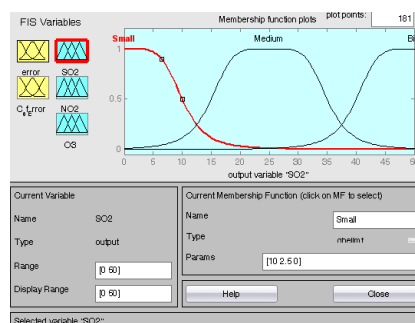 FIS Variables
Membership function plots
plot points:
181
Small
Medium
Bi
1
0.5
0
0 5 10 15 20 25 30 35 40 45 50
output variable "SO2"
error
SO2
NO2
O3
Current Variable
Name
SO2
Type
output
Range
[0 50]
Display Range
[0 50]
Current Membership Function (click on MF to select)
Name
Small
Type
gbellmf
Params
[10 2.5 0]
Help
Close
Selected variable "SO2"